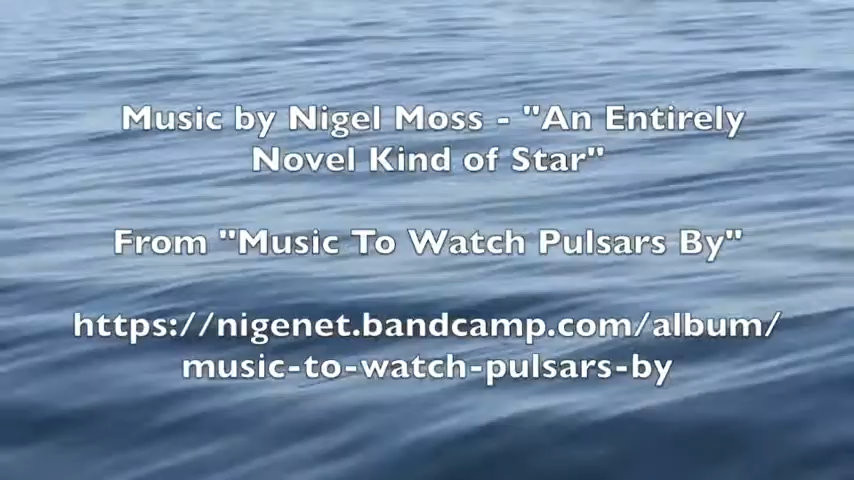 Music by Nigel Moss - "An Entirely
Novel Kind of Star"
From "Music To Watch Pulsars By"
https://nigenet.bandcamp.com/album/
music-to-watch-pulsars-by